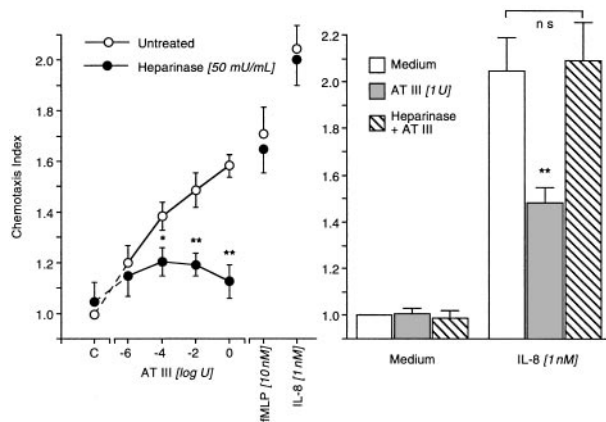 Untreated
Heparinase [50 mU/mL]
Chemotaxis Index
2.0
1.8
1.6
1.4
1.2
1.0
*
**
**
C
-6
-4
-2
0
AT III [log U]
fMLP [10 nM]
IL-8 [1 nM]
n s
Medium
AT III [1U]
Heparinase
+ AT III
**
2.2
2.0
1.8
1.6
1.4
1.2
1.0
Medium
IL-8 [1 nM]